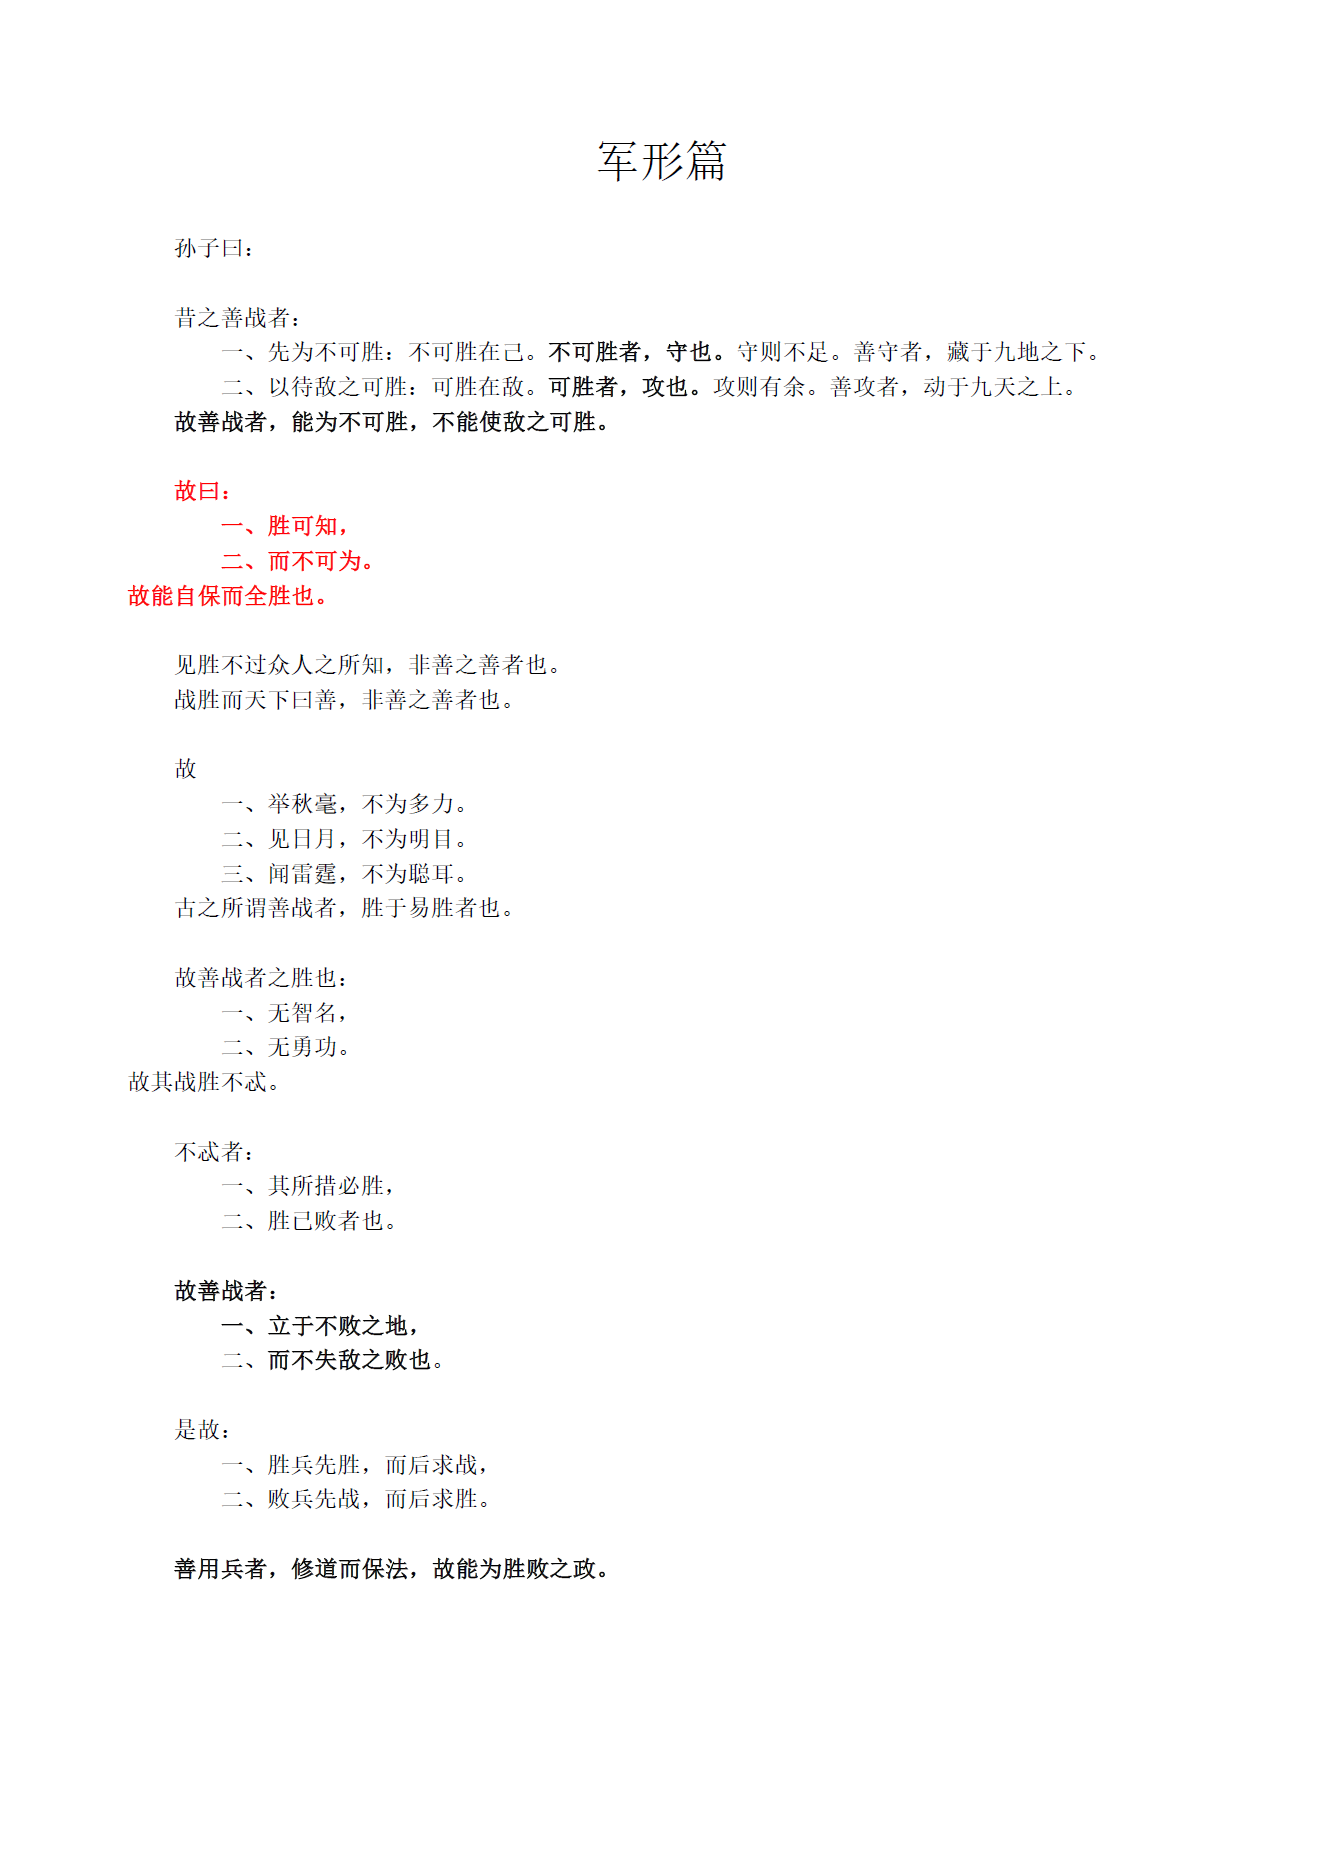 军形篇
孙子曰：
昔之善战者：
一、先为不可胜：不可胜在己。不可胜者，守也。守则不足。善守者，藏于九地之下。
二、以待敌之可胜：可胜在敌。可胜者，攻也。攻则有余。善攻者，动于九天之上。
故善战者，能为不可胜，不能使敌之可胜。
故曰：
一、胜可知，
二、而不可为。
故能自保而全胜也。
见胜不过众人之所知，非善之善者也。
战胜而天下曰善，非善之善者也。
故
一、举秋毫，不为多力。
二、见日月，不为明目。
三、闻雷霆，不为聪耳。
古之所谓善战者，胜于易胜者也。
故善战者之胜也：
一、无智名，
二、无勇功。
故其战胜不忒。
不忒者：
一、其所措必胜，
二、胜已败者也。
故善战者：
一、立于不败之地，
二、而不失敌之败也。
是故：
一、胜兵先胜，而后求战，
二、败兵先战，而后求胜。
善用兵者，修道而保法，故能为胜败之政。